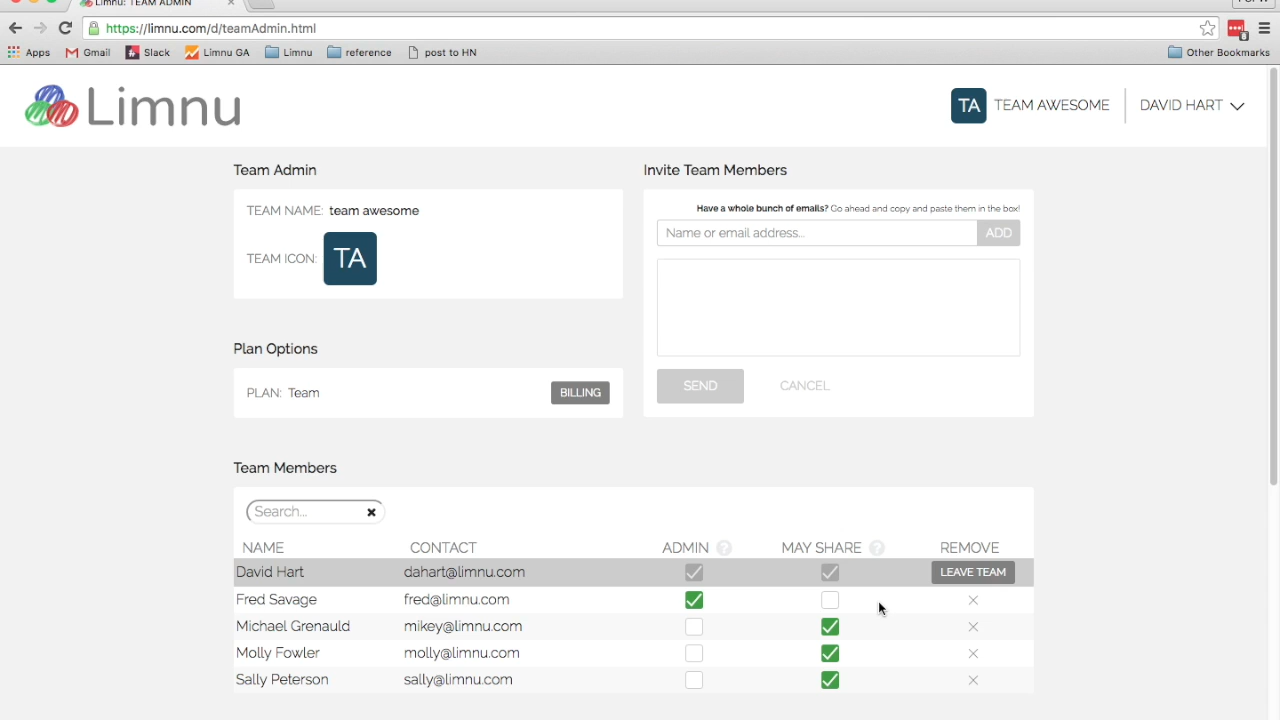 Limnu: TEAM ADMIN
https://limnu.com/d/teamAdmin.html
Apps Gmail Slack Limnu GA Limnu reference post to HN Other Bookmarks
8
Limnu
TA TEAM AWESOME DAVID HART
Team Admin
TEAM NAME: team awesome
TEAM ICON: TA
Plan Options
PLAN: Team BILLING
Invite Team Members
Have a whole bunch of emails? Go ahead and copy and paste them in the box!
Name or email address... ADD
SEND CANCEL
Team Members
Search...
NAME CONTACT ADMIN ? MAY SHARE ? REMOVE
David Hart dahart@limnu.com LEAVE TEAM
Fred Savage fred@limnu.com
Michael Grenauld mikey@limnu.com
Molly Fowler molly@limnu.com
Sally Peterson sally@limnu.com